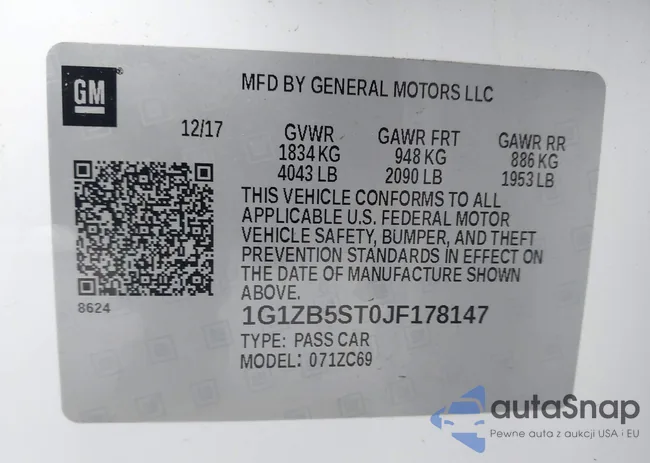 GM
MFD BY GENERAL MOTORS LLC
12/17 GVWR GAWR FRT GAWR RR
1834 KG 948 KG 886 KG
4043 LB 2090 LB 1953 LB
THIS VEHICLE CONFORMS TO ALL
APPLICABLE U.S. FEDERAL MOTOR
VEHICLE SAFETY, BUMPER, AND THEFT
PREVENTION STANDARDS IN EFFECT ON
THE DATE OF MANUFACTURE SHOWN
ABOVE.
8624
1G1ZB5ST0JF178147
TYPE: PASS CAR
MODEL: 071ZC69
autaSnap
Pewne auta z aukcji USA i EU